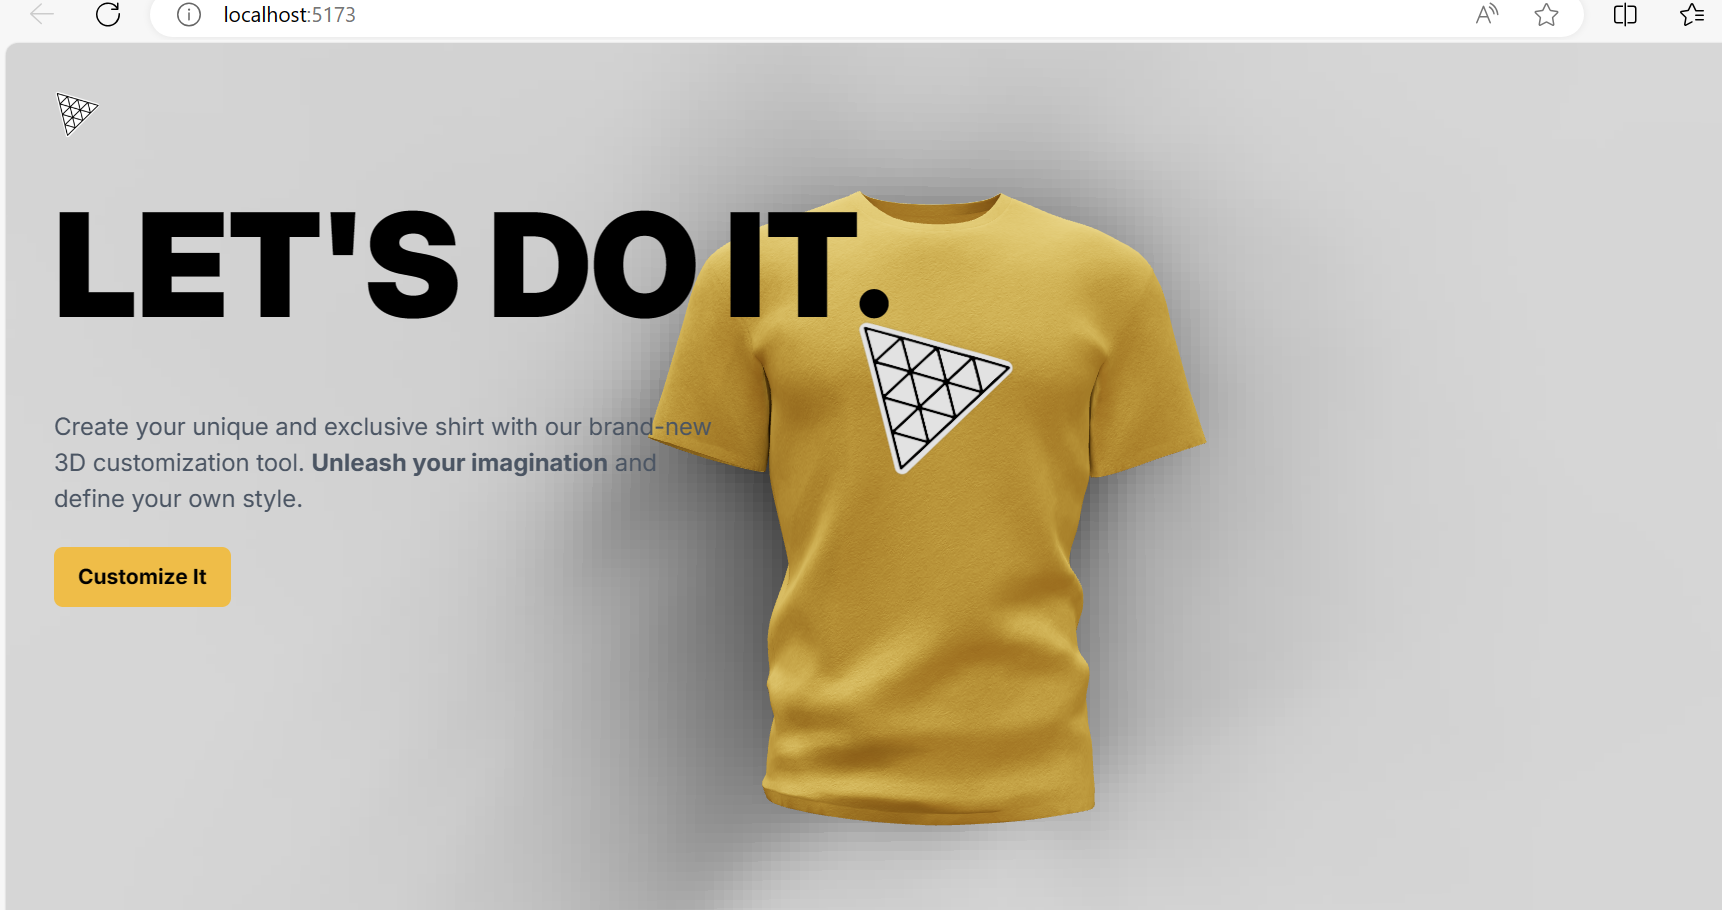 localhost:5173
LET'S DO IT.
Create your unique and exclusive shirt with our brand-new
3D customization tool. Unleash your imagination and
define your own style.
Customize It